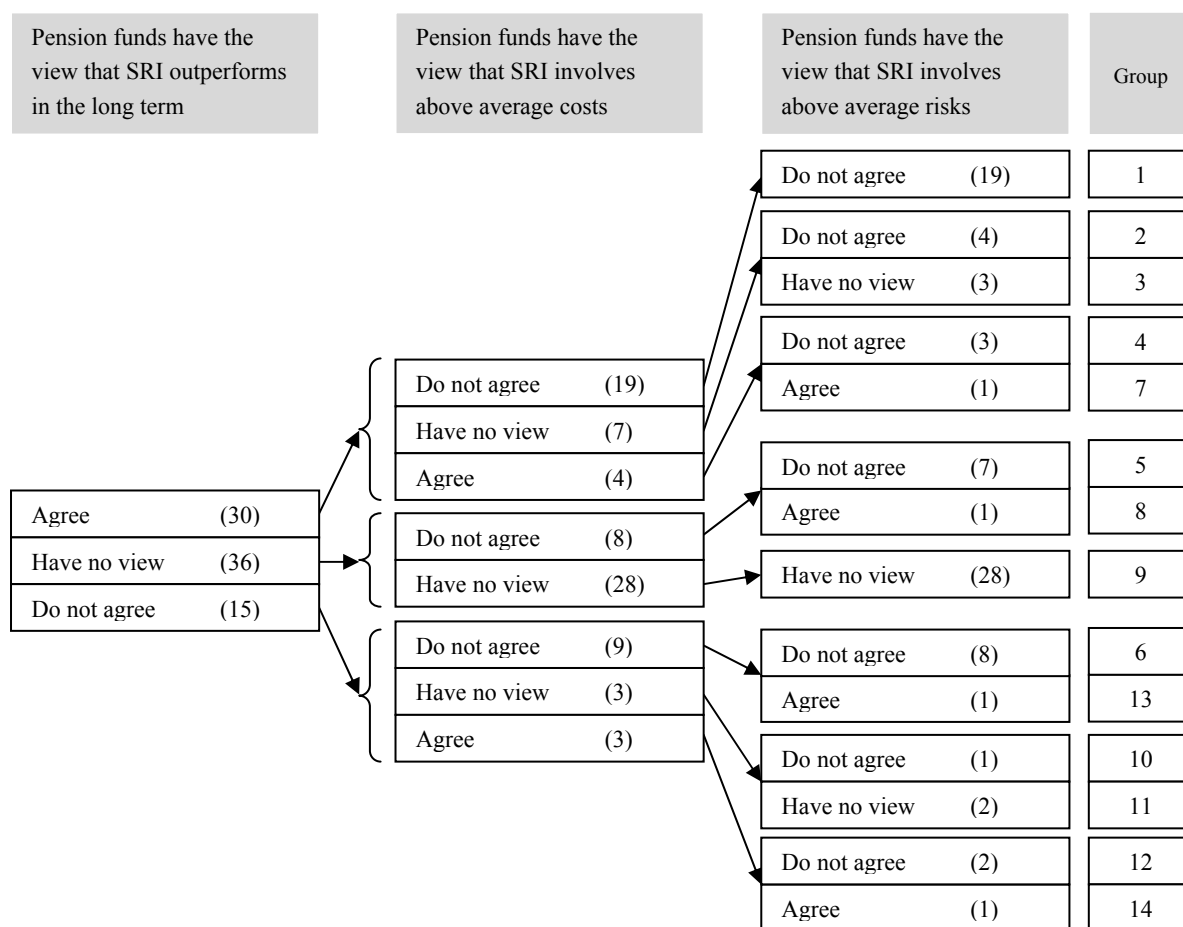 Pension funds have the
view that SRI outperforms
in the long term
Pension funds have the
view that SRI involves
above average costs
Pension funds have the
view that SRI involves
above average risks
Group
Agree (30)
Have no view (36)
Do not agree (15)
Do not agree (19)
Have no view (7)
Agree (4)
Do not agree (8)
Have no view (28)
Do not agree (9)
Have no view (3)
Agree (3)
Do not agree (19) 1
Do not agree (4) 2
Have no view (3) 3
Do not agree (3) 4
Agree (1) 7
Do not agree (7) 5
Agree (1) 8
Have no view (28) 9
Do not agree (8) 6
Agree (1) 13
Do not agree (1) 10
Have no view (2) 11
Do not agree (2) 12
Agree (1) 14